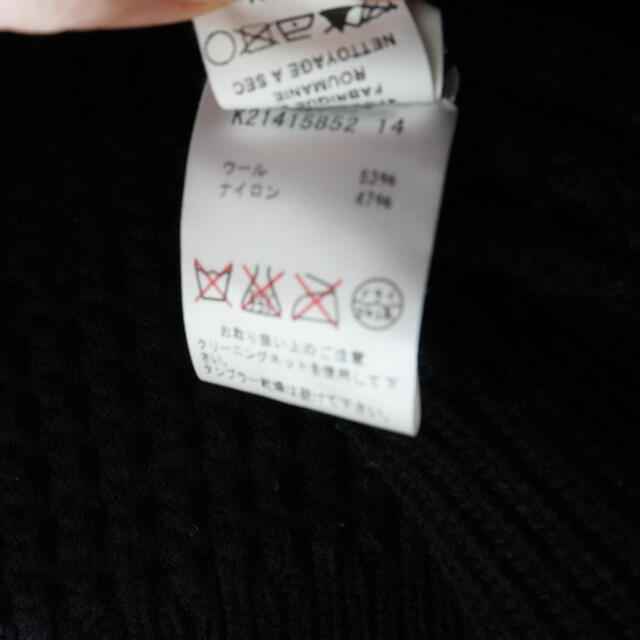 NETTOYAGE A SEC
FABRIQUE
ROUMANIE
K21415852 14
ウール 53%
ナイロン 47%
お取り扱い上のご注意
クリーニングネットを使用して下
さい。
タンブラー乾燥は避けて下さい。